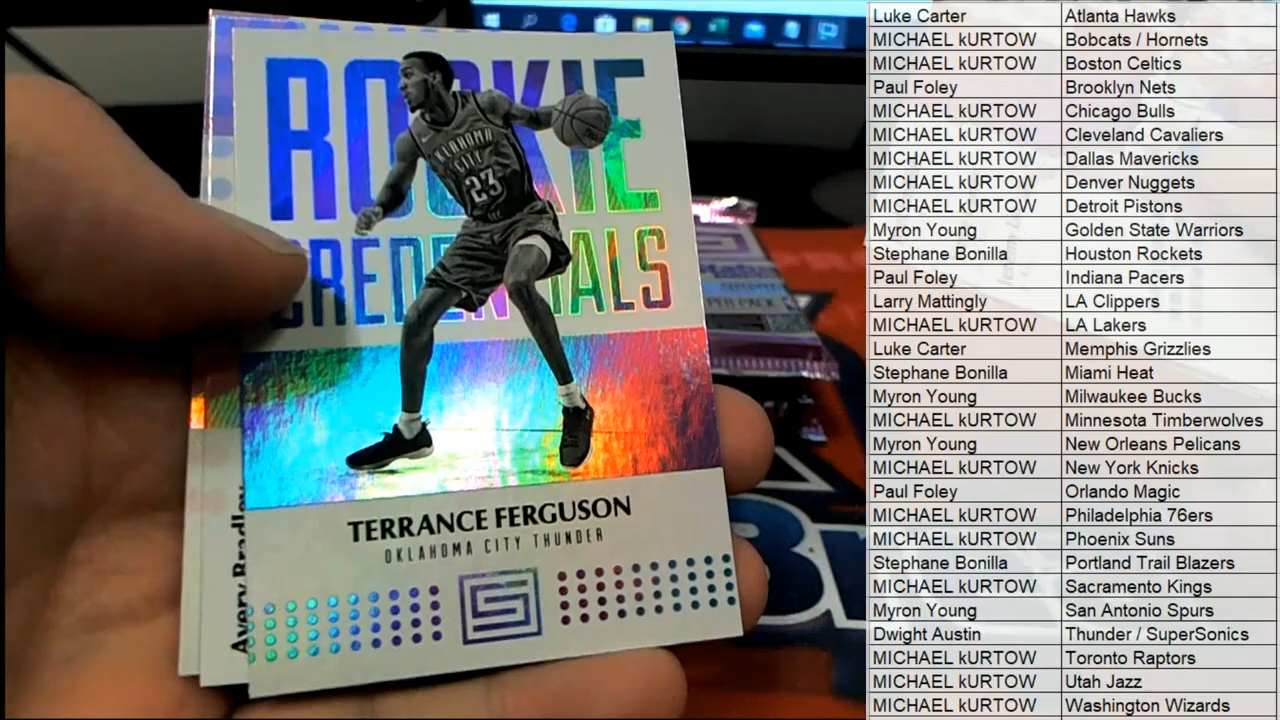 ROOKIE
CREDENTIALS
OKLAHOMA
CITY
23
TERRANCE FERGUSON
OKLAHOMA CITY THUNDER
Avery Bradley
PER PACK
Luke Carter Atlanta Hawks
MICHAEL kURTOW Bobcats / Hornets
MICHAEL kURTOW Boston Celtics
Paul Foley Brooklyn Nets
MICHAEL kURTOW Chicago Bulls
MICHAEL kURTOW Cleveland Cavaliers
MICHAEL kURTOW Dallas Mavericks
MICHAEL kURTOW Denver Nuggets
MICHAEL kURTOW Detroit Pistons
Myron Young Golden State Warriors
Stephane Bonilla Houston Rockets
Paul Foley Indiana Pacers
Larry Mattingly LA Clippers
MICHAEL kURTOW LA Lakers
Luke Carter Memphis Grizzlies
Stephane Bonilla Miami Heat
Myron Young Milwaukee Bucks
MICHAEL kURTOW Minnesota Timberwolves
Myron Young New Orleans Pelicans
MICHAEL kURTOW New York Knicks
Paul Foley Orlando Magic
MICHAEL kURTOW Philadelphia 76ers
MICHAEL kURTOW Phoenix Suns
Stephane Bonilla Portland Trail Blazers
MICHAEL kURTOW Sacramento Kings
Myron Young San Antonio Spurs
Dwight Austin Thunder / SuperSonics
MICHAEL kURTOW Toronto Raptors
MICHAEL kURTOW Utah Jazz
MICHAEL kURTOW Washington Wizards